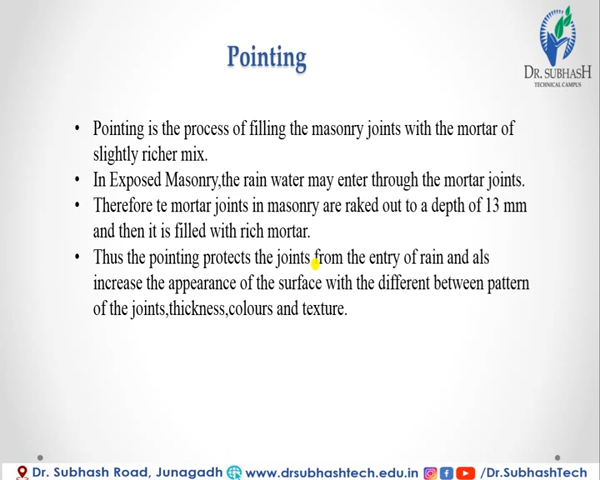 Pointing
DR. SUBHASH
TECHNICAL CAMPUS
• Pointing is the process of filling the masonry joints with the mortar of
slightly richer mix.
• In Exposed Masonry,the rain water may enter through the mortar joints.
• Therefore te mortar joints in masonry are raked out to a depth of 13 mm
and then it is filled with rich mortar.
• Thus the pointing protects the joints from the entry of rain and als
increase the appearance of the surface with the different between pattern
of the joints,thickness,colours and texture.
Dr. Subhash Road, Junagadh www.drsubhashtech.edu.in /Dr.SubhashTech